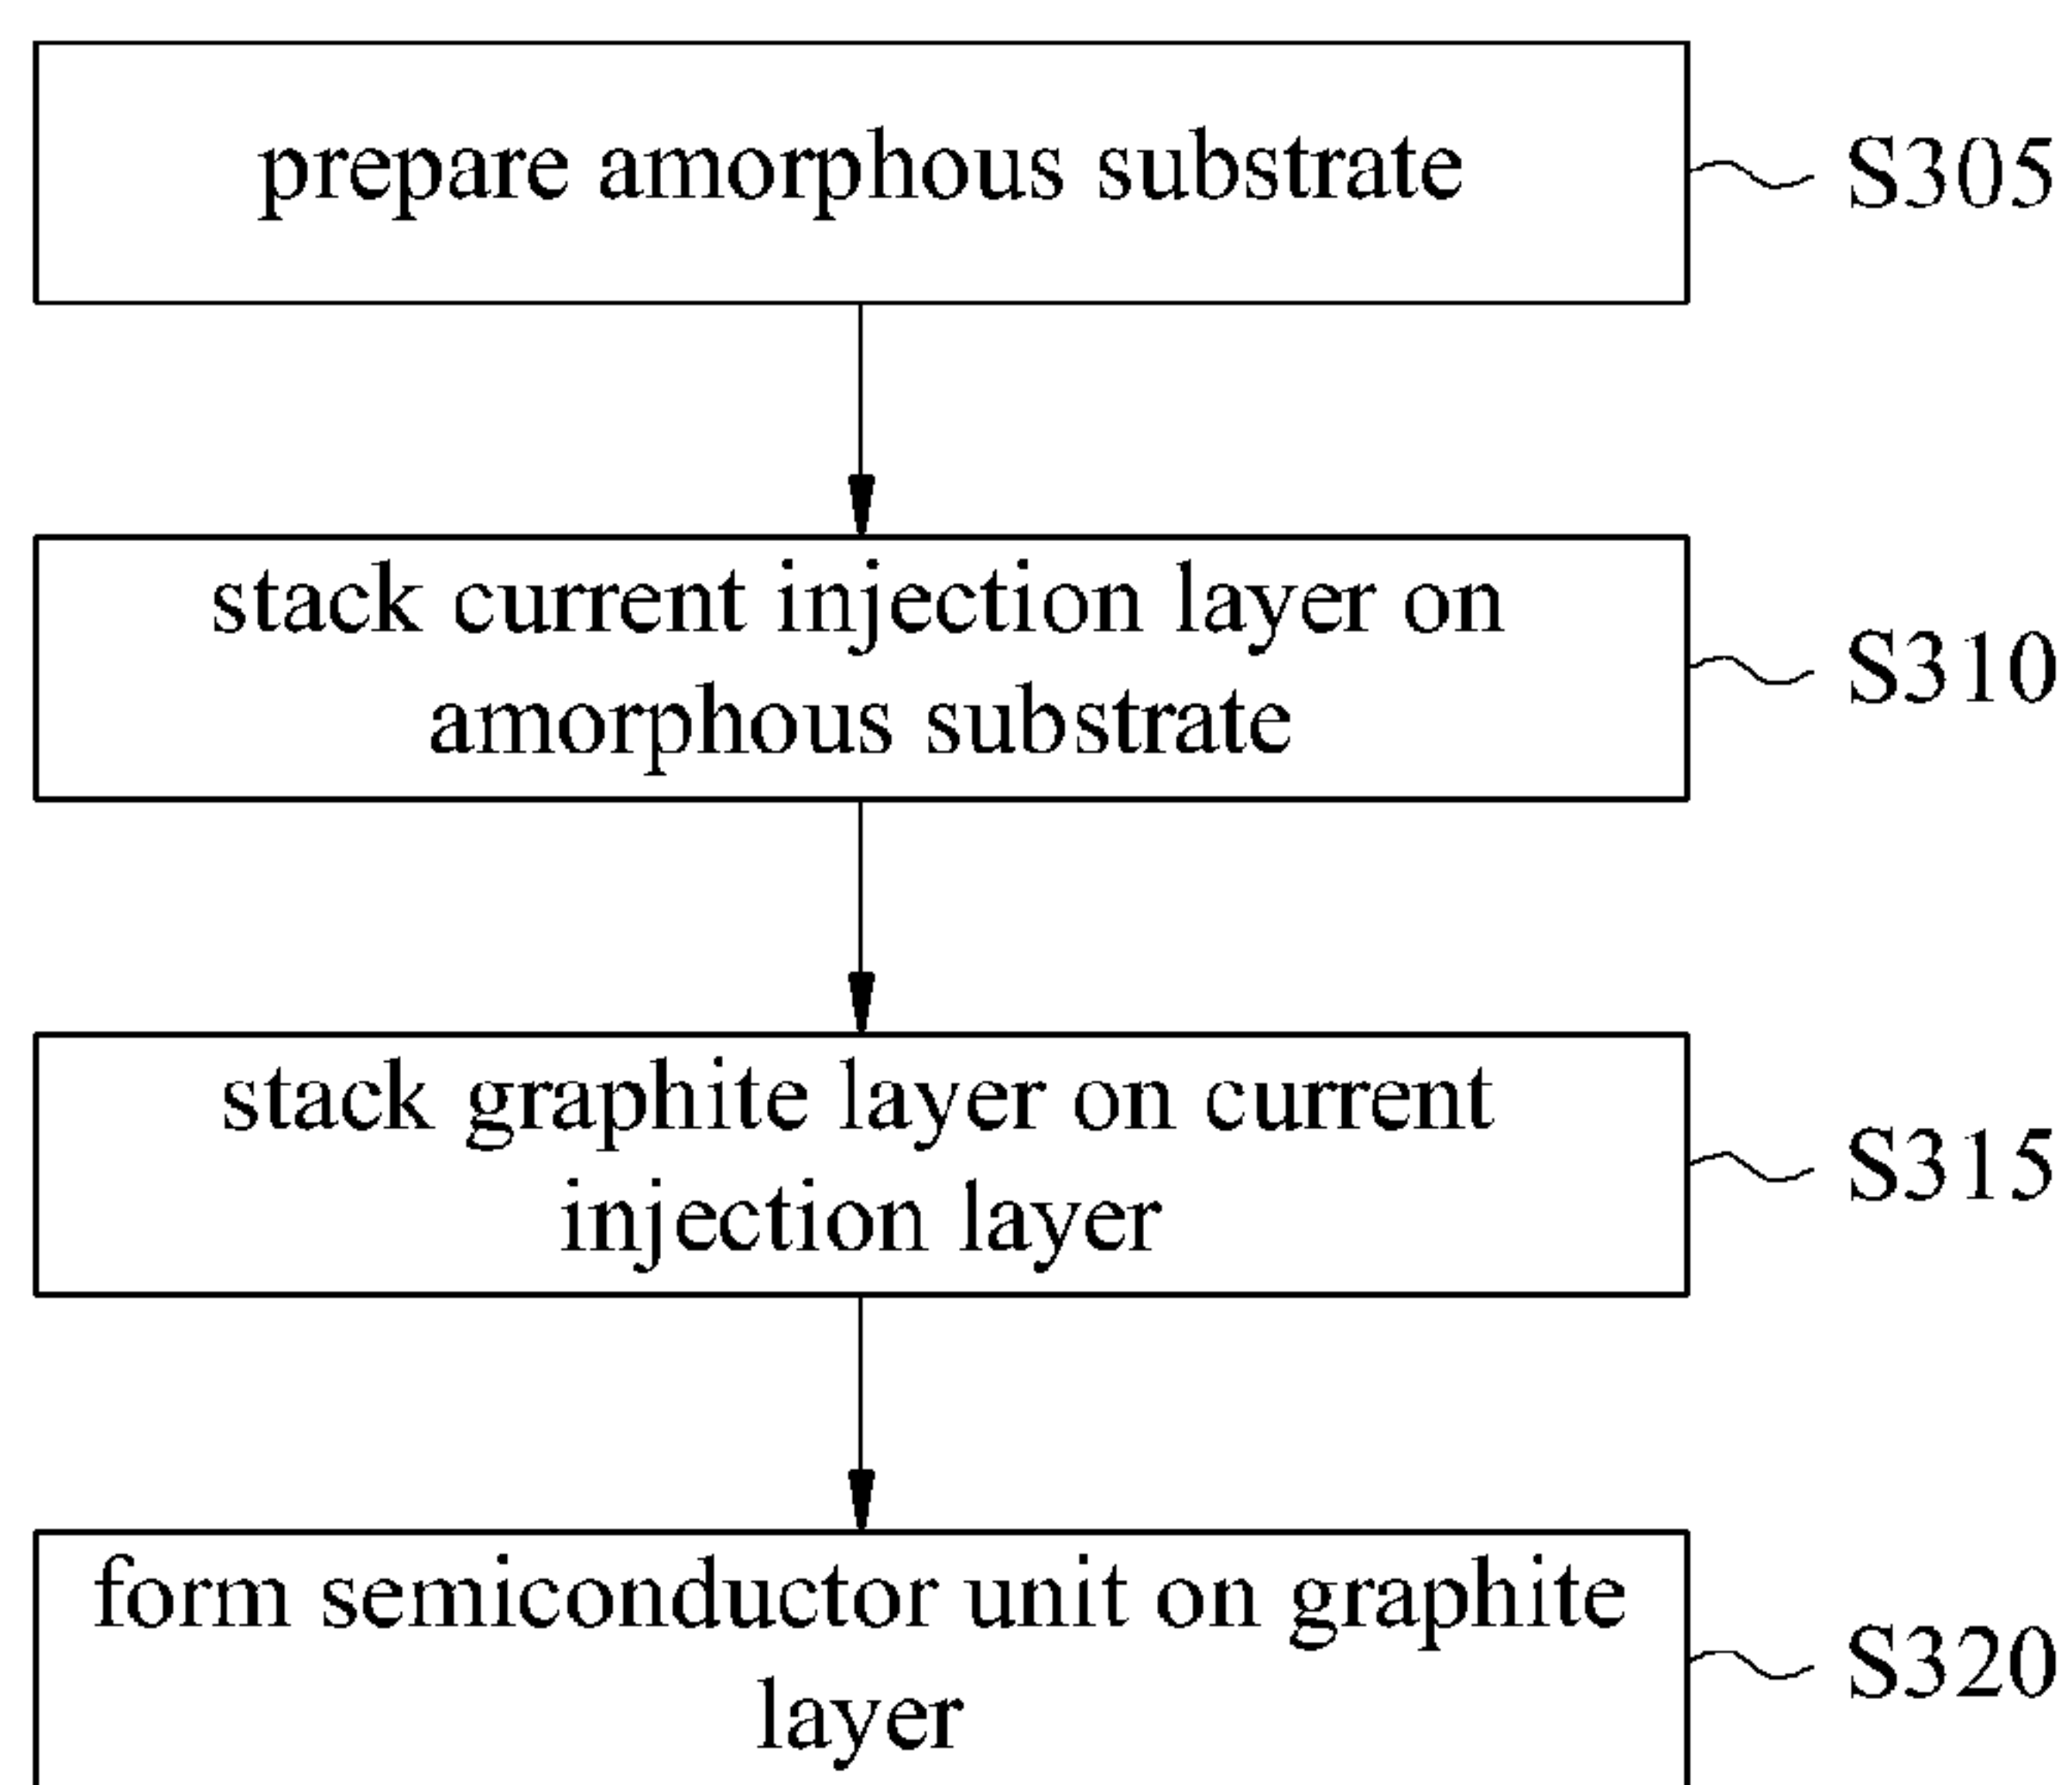 prepare amorphous substrate
S305
stack current injection layer on
amorphous substrate
S310
stack graphite layer on current
injection layer
S315
form semiconductor unit on graphite
layer
S320